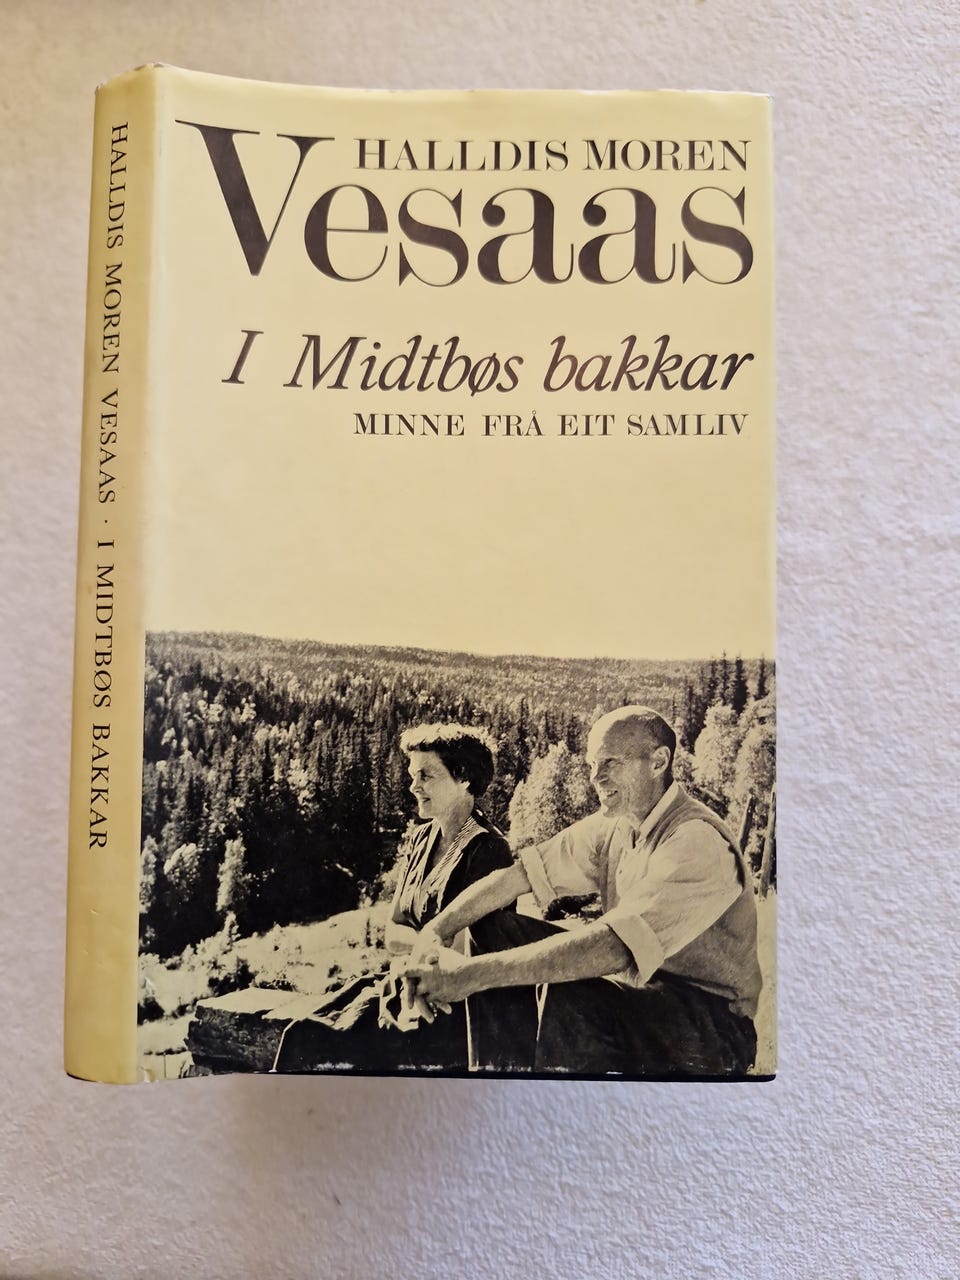 HALLDIS MOREN
Vesaas
I Midtbøs bakkar
MINNE FRÅ EIT SAMLIV
HALLDIS MOREN VESAAS · I MIDTBØS BAKKAR